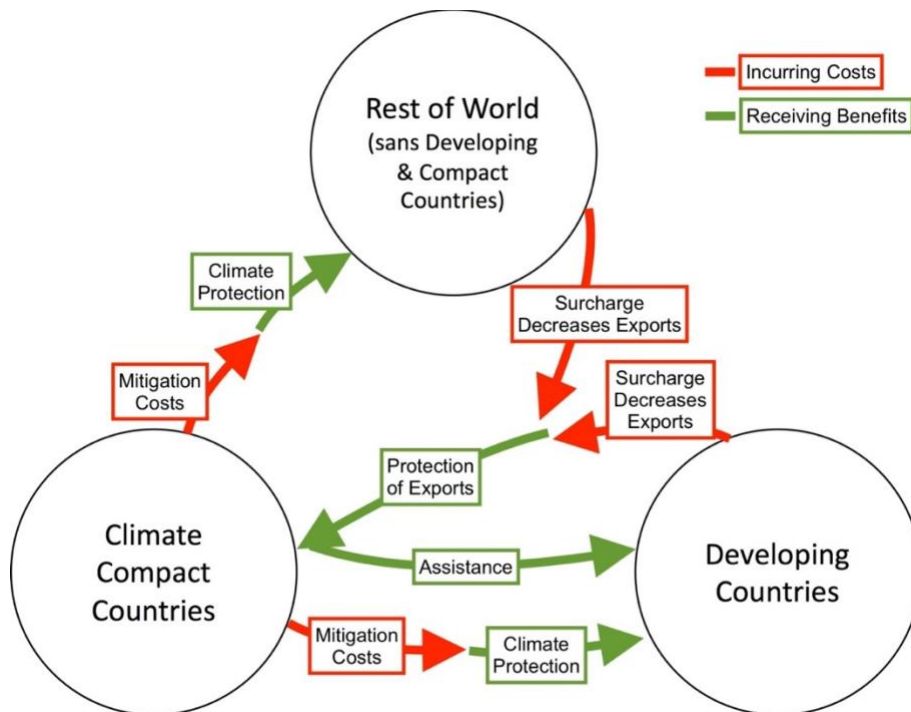 Rest of World
(sans Developing
& Compact
Countries)
Incurring Costs
Receiving Benefits
Climate
Protection
Surcharge
Decreases Exports
Mitigation
Costs
Surcharge
Decreases
Exports
Protection
of Exports
Climate
Compact
Countries
Assistance
Developing
Countries
Mitigation
Costs
Climate
Protection